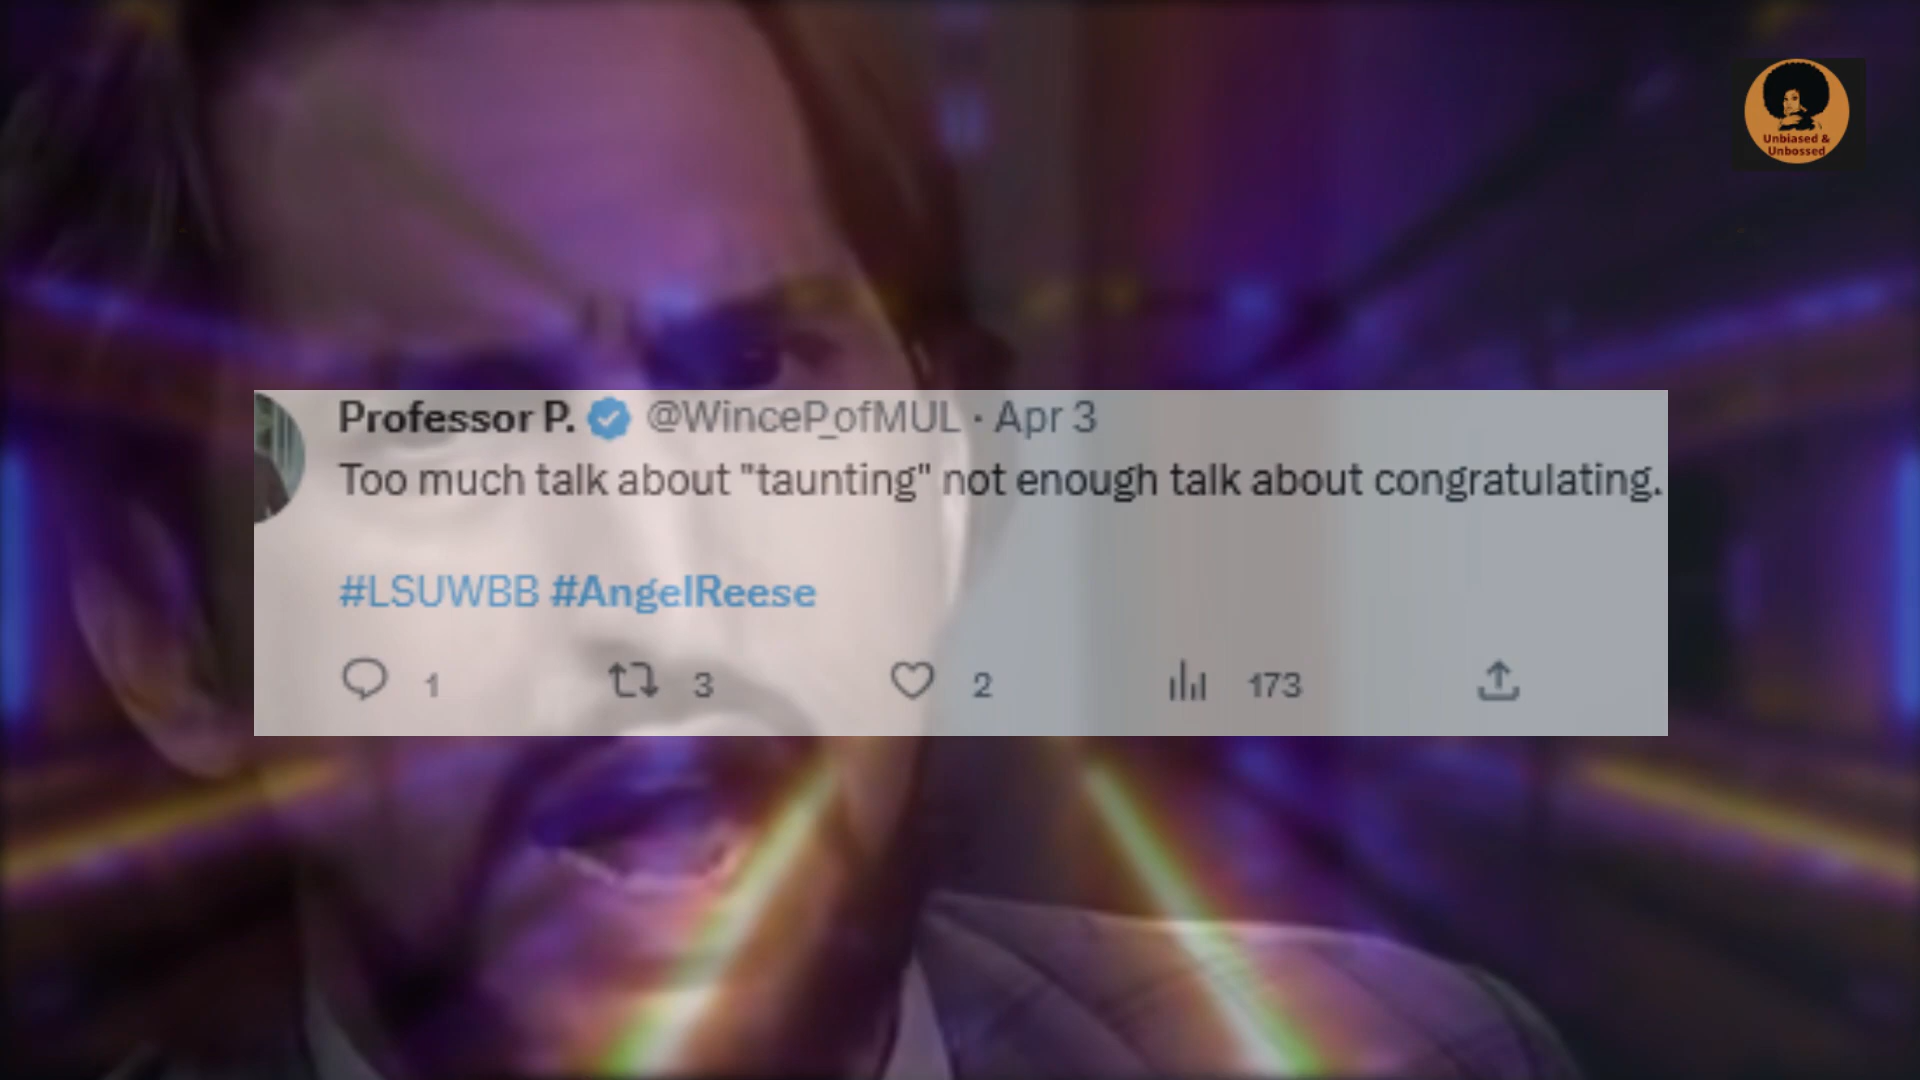 Unbiased &
Unbossed
Professor P. @WinceP_ofMUL · Apr 3
Too much talk about "taunting" not enough talk about congratulating.
#LSUWBB #AngelReese
1 3 2 173